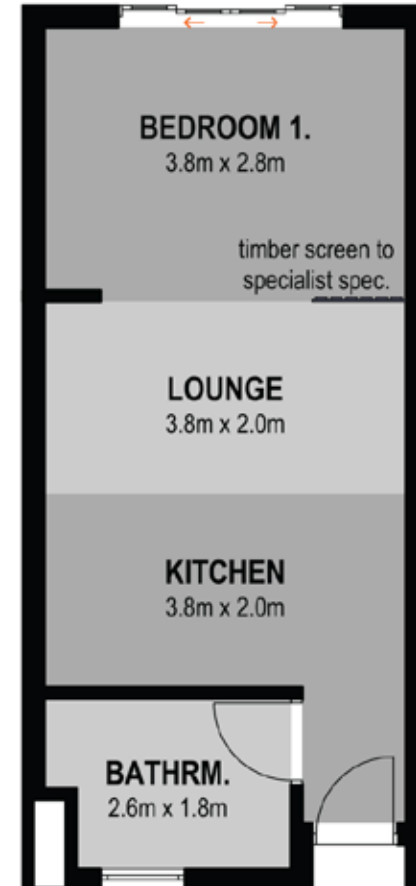 BEDROOM 1.
3.8m x 2.8m
timber screen to
specialist spec.
LOUNGE
3.8m x 2.0m
KITCHEN
3.8m x 2.0m
BATHRM.
2.6m x 1.8m